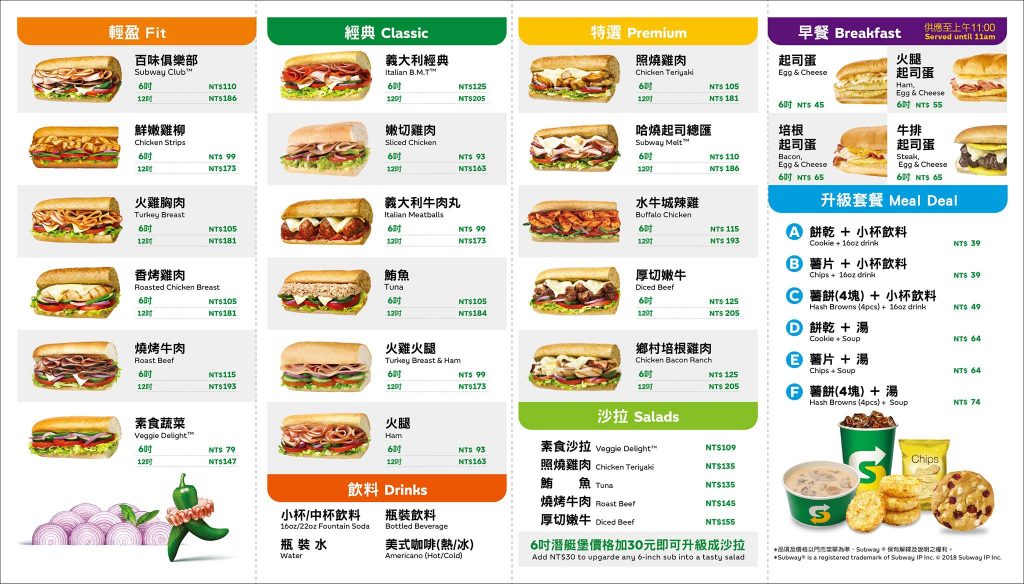 輕盈 Fit
百味俱樂部
Subway Club™
6吋 NT$110
12吋 NT$186
鮮嫩雞柳
Chicken Strips
6吋 NT$ 99
12吋 NT$173
火雞胸肉
Turkey Breast
6吋 NT$105
12吋 NT$181
香烤雞肉
Roasted Chicken Breast
6吋 NT$105
12吋 NT$181
燒烤牛肉
Roast Beef
6吋 NT$115
12吋 NT$193
素食蔬菜
Veggie Delight™
6吋 NT$ 79
12吋 NT$147
經典 Classic
義大利經典
Italian B.M.T™
6吋 NT$125
12吋 NT$205
嫩切雞肉
Sliced Chicken
6吋 NT$ 93
12吋 NT$163
義大利牛肉丸
Italian Meatballs
6吋 NT$ 99
12吋 NT$173
鮪魚
Tuna
6吋 NT$105
12吋 NT$184
火雞火腿
Turkey Breast & Ham
6吋 NT$ 99
12吋 NT$173
火腿
Ham
6吋 NT$ 93
12吋 NT$163
飲料 Drinks
小杯/中杯飲料
16oz/22oz Fountain Soda
瓶裝飲料
Bottled Beverage
瓶 裝 水
Water
美式咖啡(熱/冰)
Americano (Hot/Cold)
特選 Premium
照燒雞肉
Chicken Teriyaki
6吋 NT$ 105
12吋 NT$ 181
哈燒起司總匯
Subway Melt™
6吋 NT$ 110
12吋 NT$ 186
水牛城辣雞
Buffalo Chicken
6吋 NT$ 115
12吋 NT$ 193
厚切嫩牛
Diced Beef
6吋 NT$ 125
12吋 NT$ 205
鄉村培根雞肉
Chicken Bacon Ranch
6吋 NT$ 125
12吋 NT$ 205
沙拉 Salads
素食沙拉 Veggie Delight™ NT$109
照燒雞肉 Chicken Teriyaki NT$135
鮪 魚 Tuna NT$135
燒烤牛肉 Roast Beef NT$145
厚切嫩牛 Diced Beef NT$155
6吋潛艇堡價格加30元即可升級成沙拉
Add NT$30 to upgarde any 6-inch sub into a tasty salad
早餐 Breakfast
供應至上午11:00
Served until 11am
起司蛋
Egg & Cheese
6吋 NT$ 45
火腿
起司蛋
Ham,
Egg & Cheese
6吋 NT$ 55
培根
起司蛋
Bacon,
Egg & Cheese
6吋 NT$ 65
牛排
起司蛋
Steak,
Egg & Cheese
6吋 NT$ 65
升級套餐 Meal Deal
A 餅乾 + 小杯飲料
Cookie + 16oz drink NT$ 39
B 薯片 + 小杯飲料
Chips + 16oz drink NT$ 39
C 薯餅(4塊) + 小杯飲料
Hash Browns (4pcs) + 16oz drink NT$ 49
D 餅乾 + 湯
Cookie + Soup NT$ 64
E 薯片 + 湯
Chips + Soup NT$ 64
F 薯餅(4塊) + 湯
Hash Browns (4pcs) + Soup NT$ 74
Chips
*品項及價格以門市菜單為準，Subway ® 保有解釋及說明之權利。
*Subway® is a registered trademark of Subway IP Inc. © 2018 Subway IP Inc.